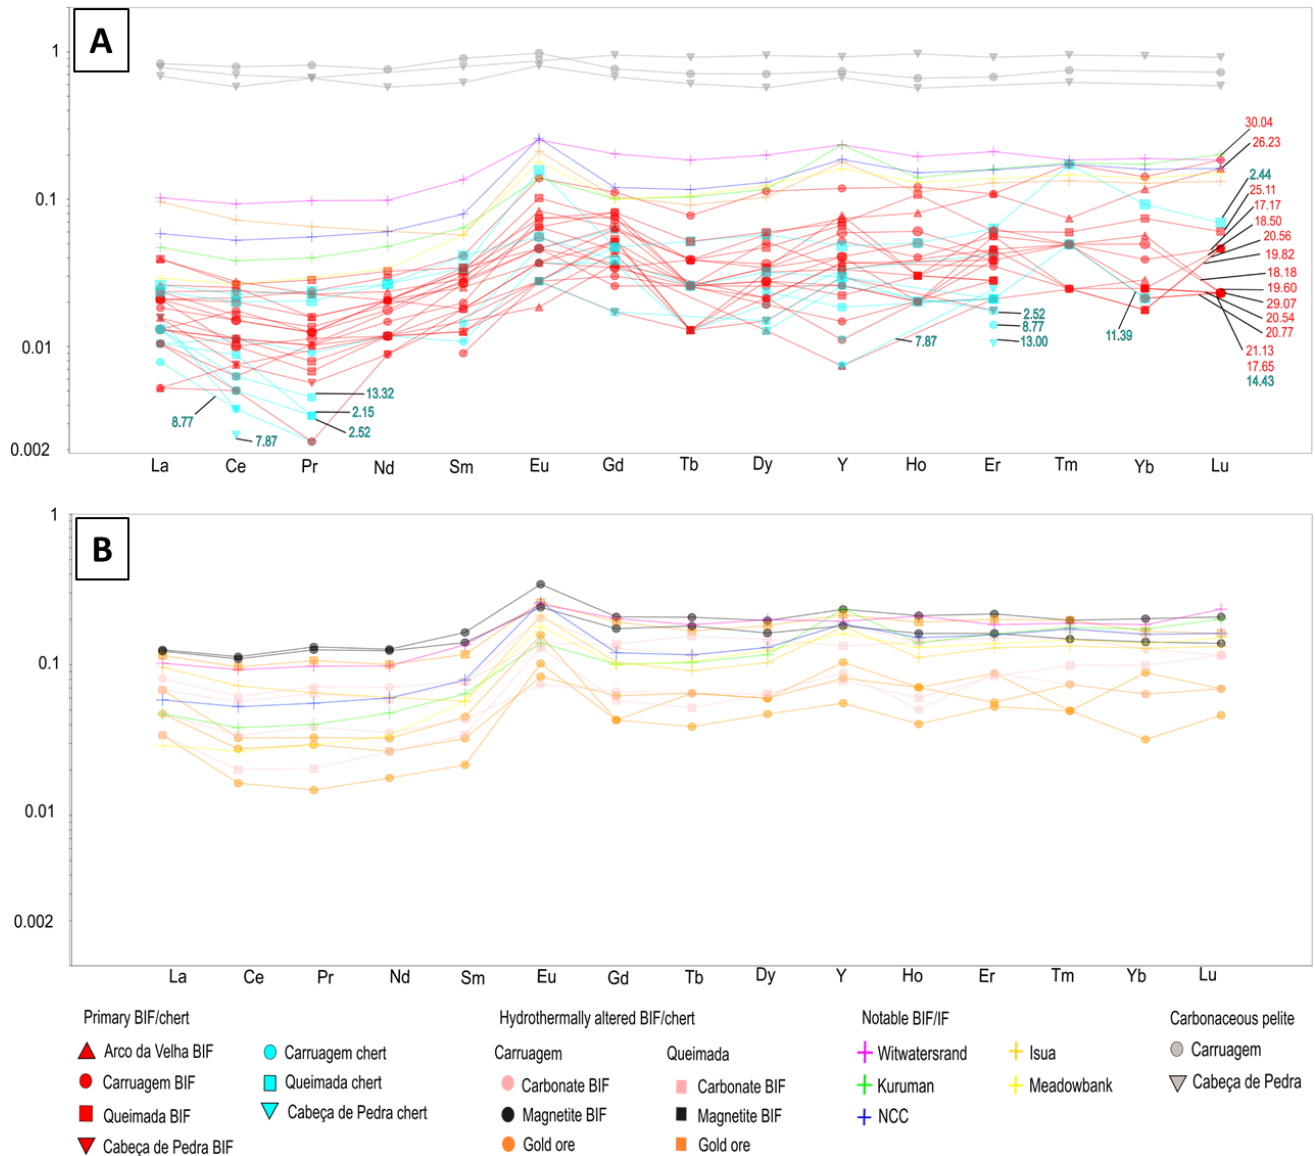 A
1
0.1
0.01
0.002
30.04
26.23
2.44
25.11
17.17
18.50
20.56
19.82
18.18
19.60
29.07
20.54
20.77
21.13
17.65
14.43
2.52
8.77
13.00
7.87
11.39
13.32
2.15
2.52
8.77
7.87
La Ce Pr Nd Sm Eu Gd Tb Dy Y Ho Er Tm Yb Lu
B
1
0.1
0.01
0.002
La Ce Pr Nd Sm Eu Gd Tb Dy Y Ho Er Tm Yb Lu
Primary BIF/chert
Arco da Velha BIF
Carruagem BIF
Queimada BIF
Cabeça de Pedra BIF
Carruagem chert
Queimada chert
Cabeça de Pedra chert
Hydrothermally altered BIF/chert
Carruagem
Carbonate BIF
Magnetite BIF
Gold ore
Queimada
Carbonate BIF
Magnetite BIF
Gold ore
Notable BIF/IF
Witwatersrand
Kuruman
NCC
Isua
Meadowbank
Carbonaceous pelite
Carruagem
Cabeça de Pedra